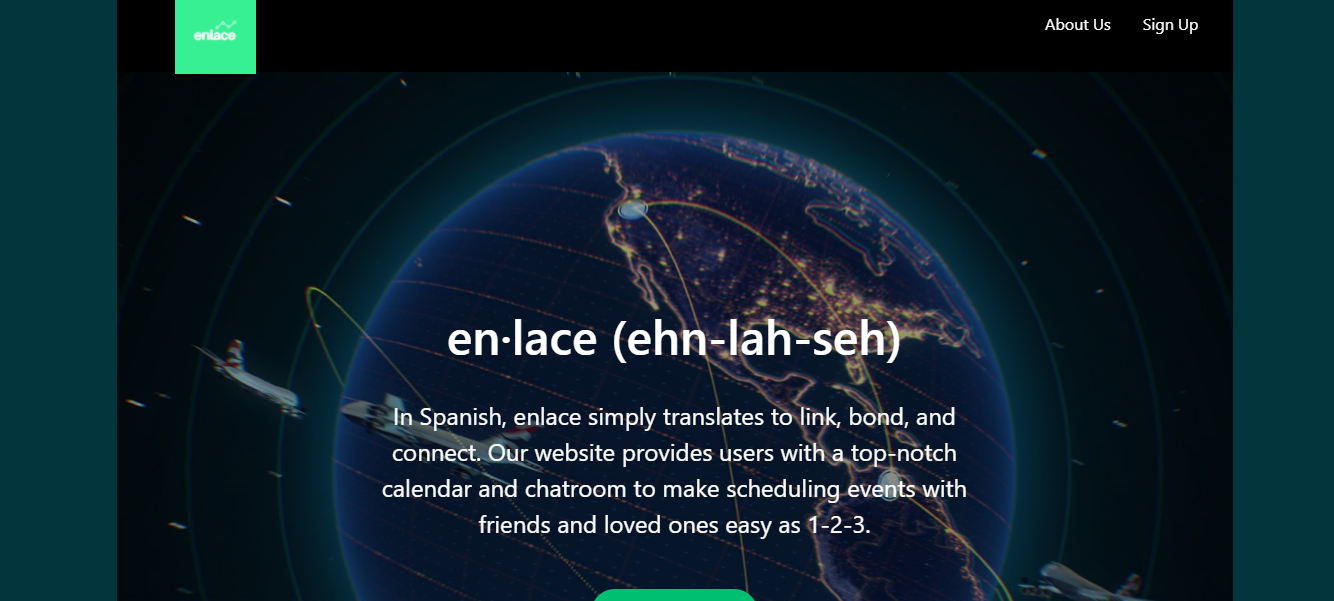 enlace
About Us
Sign Up
en·lace (ehn-lah-seh)
In Spanish, enlace simply translates to link, bond, and
connect. Our website provides users with a top-notch
calendar and chatroom to make scheduling events with
friends and loved ones easy as 1-2-3.